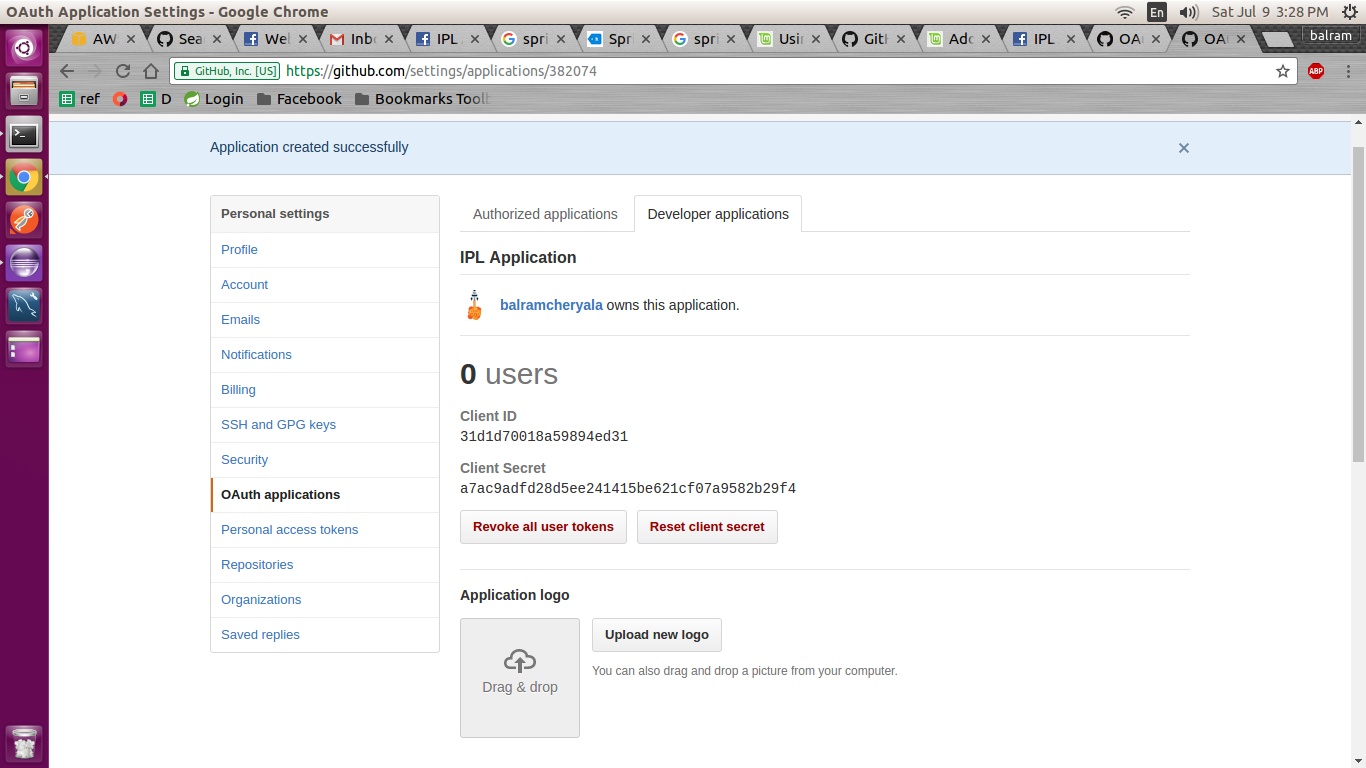 OAuth Application Settings - Google Chrome
En
Sat Jul 9 3:28 PM
AW
Sea
Wel
Inb
IPL
spri
Spri
spri
Usin
GitH
Add
IPL
OAu
OAu
balram
GitHub, Inc. [US]
https://github.com/settings/applications/382074
ABP
ref
D
Login
Facebook
Bookmarks Toolb
Application created successfully
Personal settings
Profile
Account
Emails
Notifications
Billing
SSH and GPG keys
Security
OAuth applications
Personal access tokens
Repositories
Organizations
Saved replies
Authorized applications
Developer applications
IPL Application
balramcheryala owns this application.
0 users
Client ID
31d1d70018a59894ed31
Client Secret
a7ac9adfd28d5ee241415be621cf07a9582b29f4
Revoke all user tokens
Reset client secret
Application logo
Drag & drop
Upload new logo
You can also drag and drop a picture from your computer.